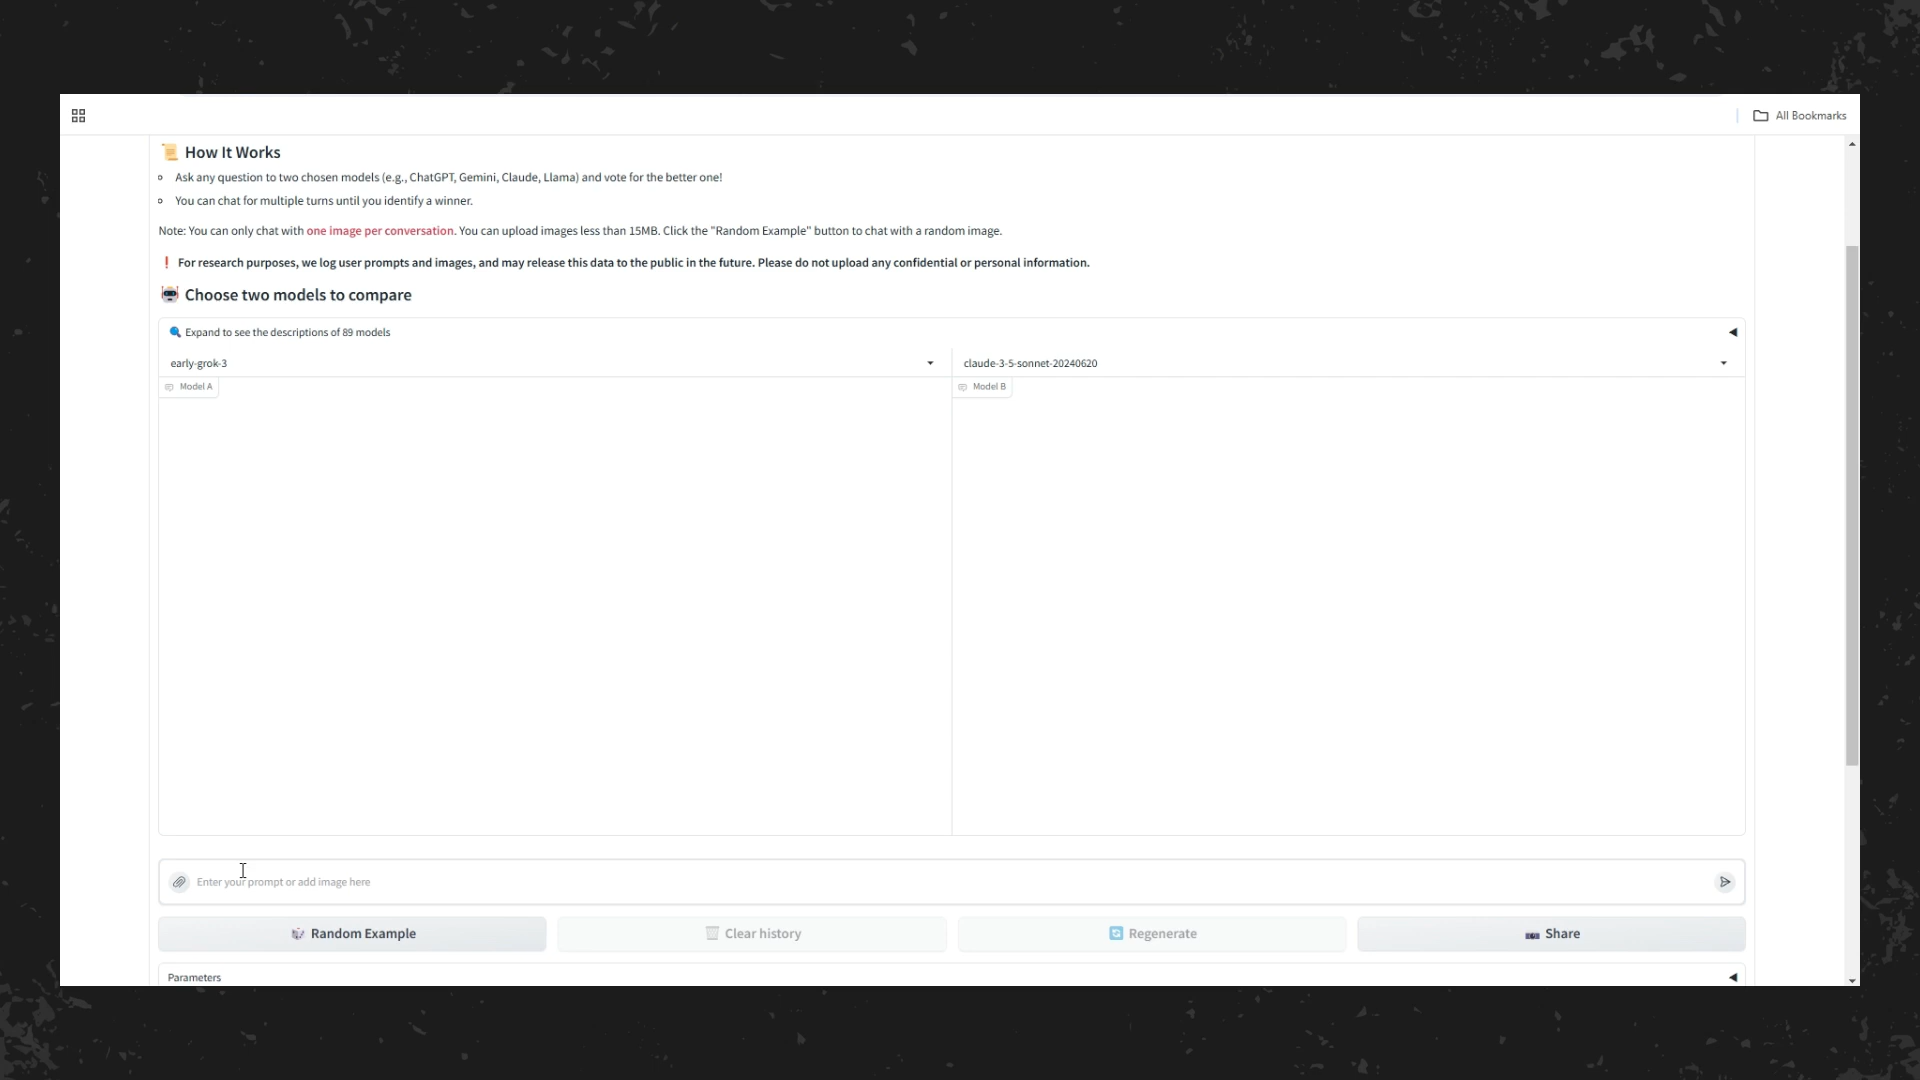 All Bookmarks
How It Works
Ask any question to two chosen models (e.g., ChatGPT, Gemini, Claude, Llama) and vote for the better one!
You can chat for multiple turns until you identify a winner.
Note: You can only chat with one image per conversation. You can upload images less than 15MB. Click the "Random Example" button to chat with a random image.
❗ For research purposes, we log user prompts and images, and may release this data to the public in the future. Please do not upload any confidential or personal information.
Choose two models to compare
Expand to see the descriptions of 89 models
early-grok-3
claude-3-5-sonnet-20240620
Model A
Model B
Enter your prompt or add image here
Random Example
Clear history
Regenerate
Share
Parameters